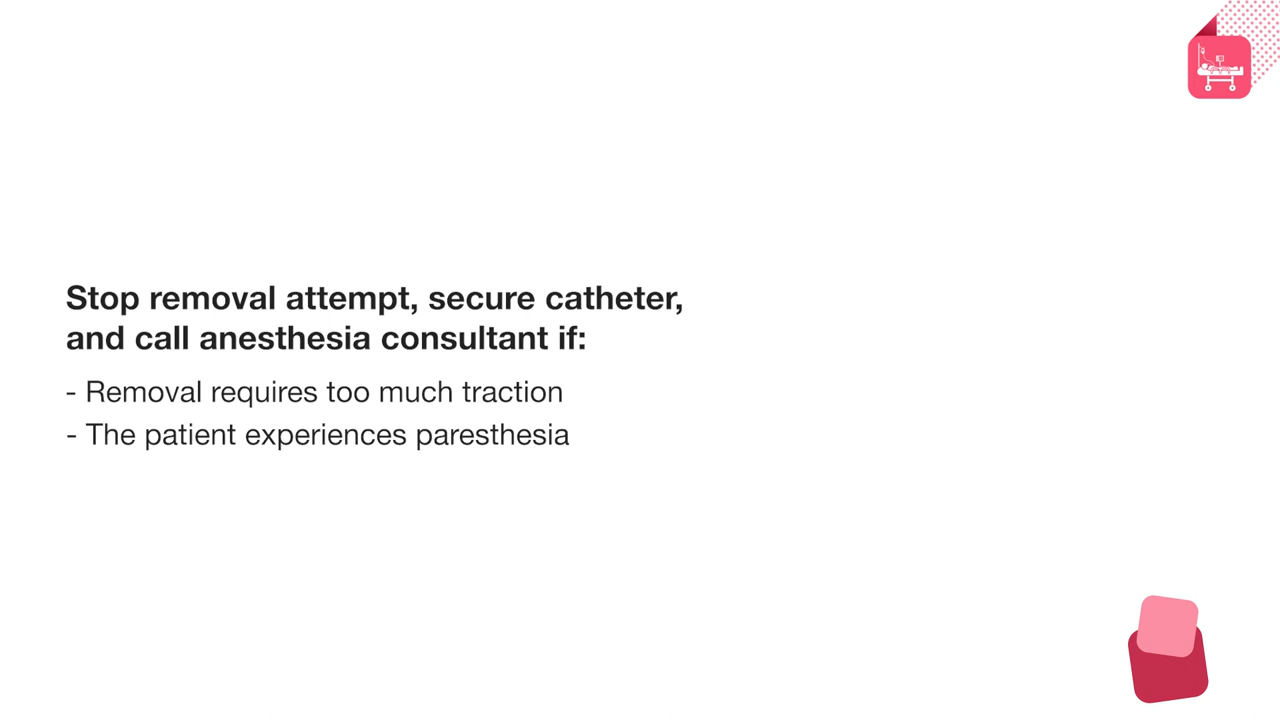 Stop removal attempt, secure catheter,
and call anesthesia consultant if:
- Removal requires too much traction
- The patient experiences paresthesia